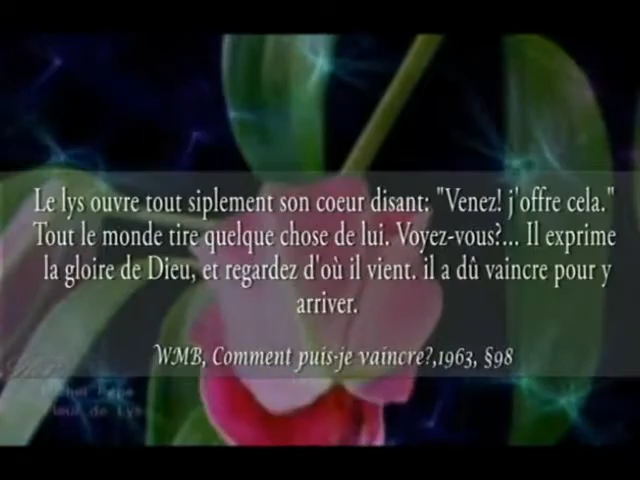 Le lys ouvre tout siplement son coeur disant: "Venez! j'offre cela."
Tout le monde tire quelque chose de lui. Voyez-vous?... Il exprime
la gloire de Dieu, et regardez d'où il vient. il a dû vaincre pour y
arriver.
WMB, Comment puis-je vaincre?,1963, §98
de Lys